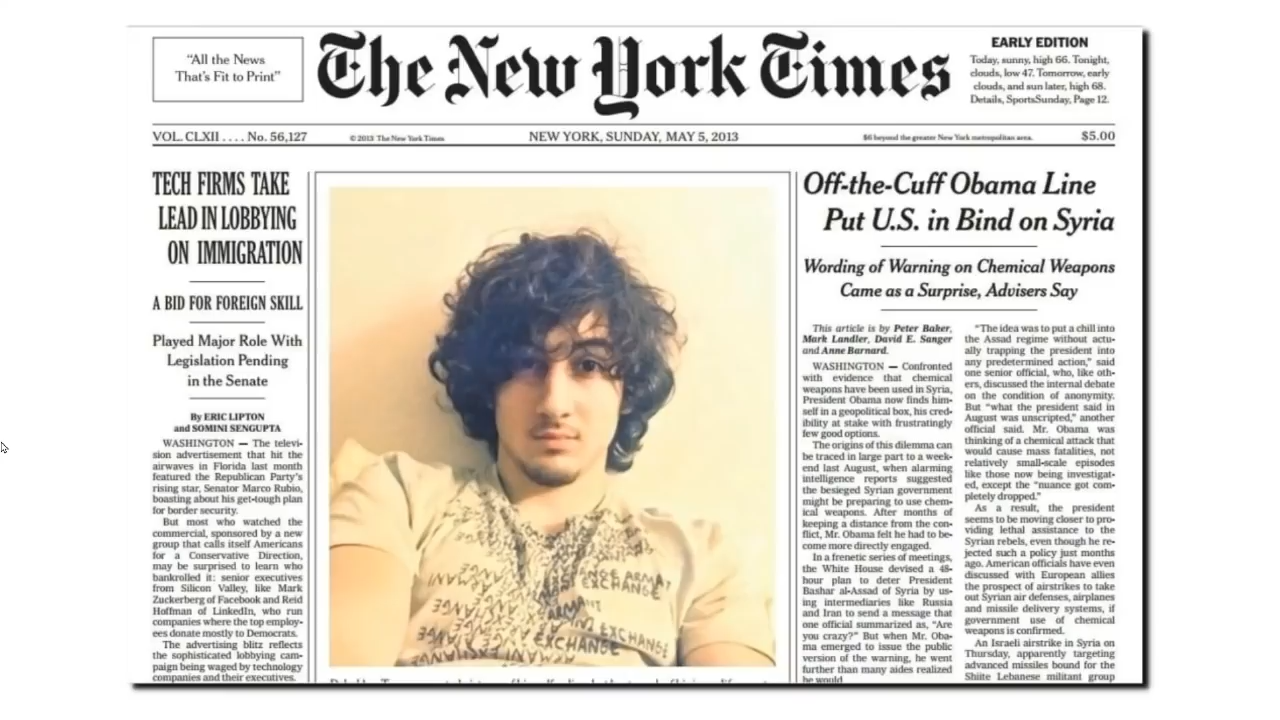 "All the News
That's Fit to Print"
The New York Times
EARLY EDITION
Today, sunny, high 66. Tonight,
clouds, low 47. Tomorrow, early
clouds, and sun later, high 68.
Details, SportsSunday, Page 12.
VOL. CLXII . . . . No. 56,127
© 2013 The New York Times
NEW YORK, SUNDAY, MAY 5, 2013
$6 beyond the greater New York metropolitan area.
$5.00
TECH FIRMS TAKE
LEAD IN LOBBYING
ON IMMIGRATION
A BID FOR FOREIGN SKILL
Played Major Role With
Legislation Pending
in the Senate
By ERIC LIPTON
and SOMINI SENGUPTA
WASHINGTON — The televi-
sion advertisement that hit the
airwaves in Florida last month
featured the Republican Party's
rising star, Senator Marco Rubio,
boasting about his get-tough plan
for border security.
But most who watched the
commercial, sponsored by a new
group that calls itself Americans
for a Conservative Direction,
may be surprised to learn who
bankrolled it: senior executives
from Silicon Valley, like Mark
Zuckerberg of Facebook and Reid
Hoffman of LinkedIn, who run
companies where the top employ-
ees donate mostly to Democrats.
The advertising blitz reflects
the sophisticated lobbying cam-
paign being waged by technology
companies and their executives.
EXCHANGE
EXCHANGE
Off-the-Cuff Obama Line
Put U.S. in Bind on Syria
Wording of Warning on Chemical Weapons
Came as a Surprise, Advisers Say
This article is by Peter Baker,
Mark Landler, David E. Sanger
and Anne Barnard.
WASHINGTON — Confronted
with evidence that chemical
weapons have been used in Syria,
President Obama now finds him-
self in a geopolitical box, his cred-
ibility at stake with frustratingly
few good options.
The origins of this dilemma can
be traced in large part to a week-
end last August, when alarming
intelligence reports suggested
the besieged Syrian government
might be preparing to use chem-
ical weapons. After months of
keeping a distance from the con-
flict, Mr. Obama felt he had to be-
come more directly engaged.
In a frenetic series of meetings,
the White House devised a 48-
hour plan to deter President
Bashar al-Assad of Syria by us-
ing intermediaries like Russia
and Iran to send a message that
one official summarized as, "Are
you crazy?" But when Mr. Oba-
ma emerged to issue the public
version of the warning, he went
further than many aides realized
he would.
"The idea was to put a chill into
the Assad regime without actu-
ally trapping the president into
any predetermined action," said
one senior official, who, like oth-
ers, discussed the internal debate
on the condition of anonymity.
But "what the president said in
August was unscripted," another
official said. Mr. Obama was
thinking of a chemical attack that
would cause mass fatalities, not
relatively small-scale episodes
like those now being investigat-
ed, except the "nuance got com-
pletely dropped."
As a result, the president
seems to be moving closer to pro-
viding lethal assistance to the
Syrian rebels, even though he re-
jected such a policy just months
ago. American officials have even
discussed with European allies
the prospect of airstrikes to take
out Syrian air defenses, airplanes
and missile delivery systems, if
government use of chemical
weapons is confirmed.
An Israeli airstrike in Syria on
Thursday, apparently targeting
advanced missiles bound for the
Shiite Lebanese militant group